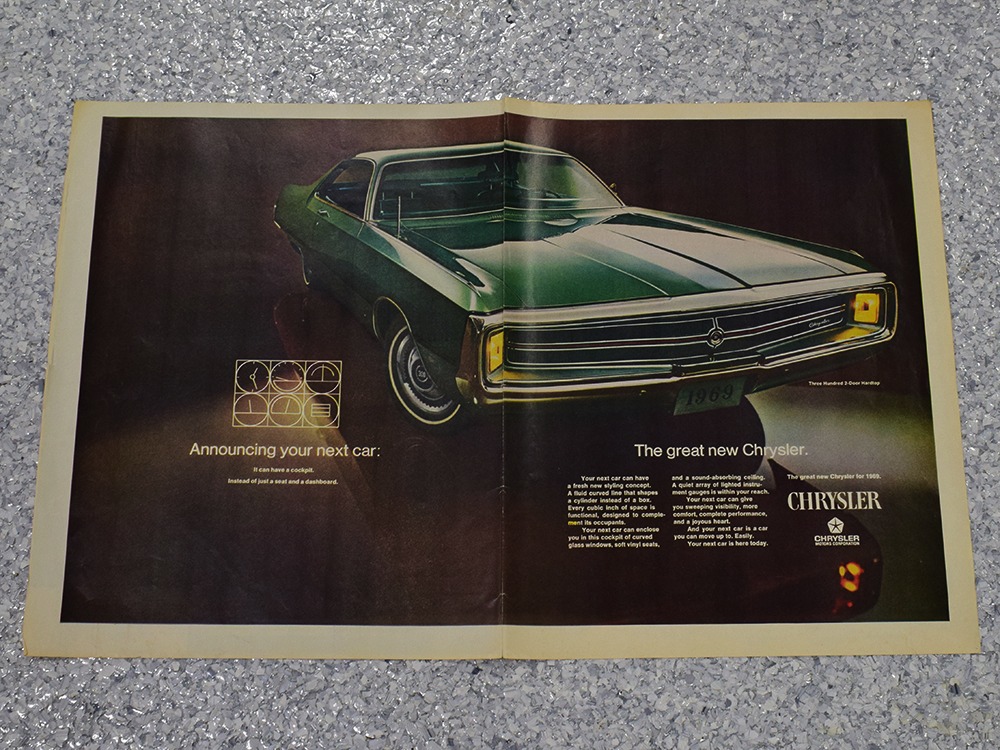 Chrysler
1969
Three Hundred 2-Door Hardtop
Announcing your next car:
It can have a cockpit.
Instead of just a seat and a dashboard.
The great new Chrysler.
Your next car can have
a fresh new styling concept.
A fluid curved line that shapes
a cylinder instead of a box.
Every cubic inch of space is
functional, designed to comple-
ment its occupants.
Your next car can enclose
you in this cockpit of curved
glass windows, soft vinyl seats,
and a sound-absorbing ceiling.
A quiet array of lighted instru-
ment gauges is within your reach.
Your next car can give
you sweeping visibility, more
comfort, complete performance,
and a joyous heart.
And your next car is a car
you can move up to. Easily.
Your next car is here today.
The great new Chrysler for 1969.
CHRYSLER
CHRYSLER
MOTORS CORPORATION